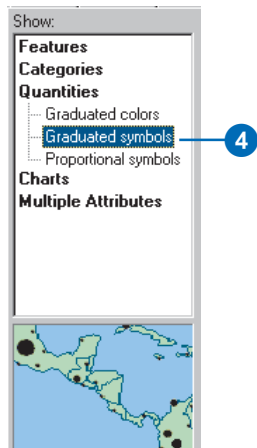 Show:
Features
Categories
Quantities
Graduated colors
Graduated symbols
4
Proportional symbols
Charts
Multiple Attributes